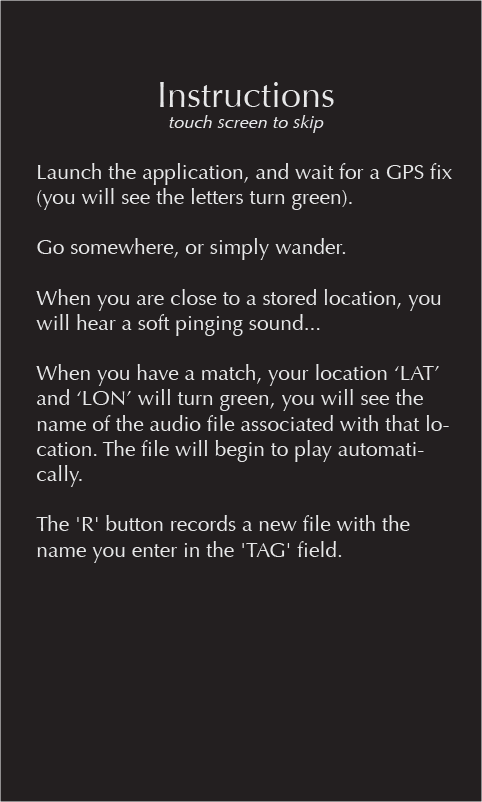 Instructions
touch screen to skip
Launch the application, and wait for a GPS fix
(you will see the letters turn green).
Go somewhere, or simply wander.
When you are close to a stored location, you
will hear a soft pinging sound...
When you have a match, your location ‘LAT’
and ‘LON’ will turn green, you will see the
name of the audio file associated with that lo-
cation. The file will begin to play automati-
cally.
The 'R' button records a new file with the
name you enter in the 'TAG' field.